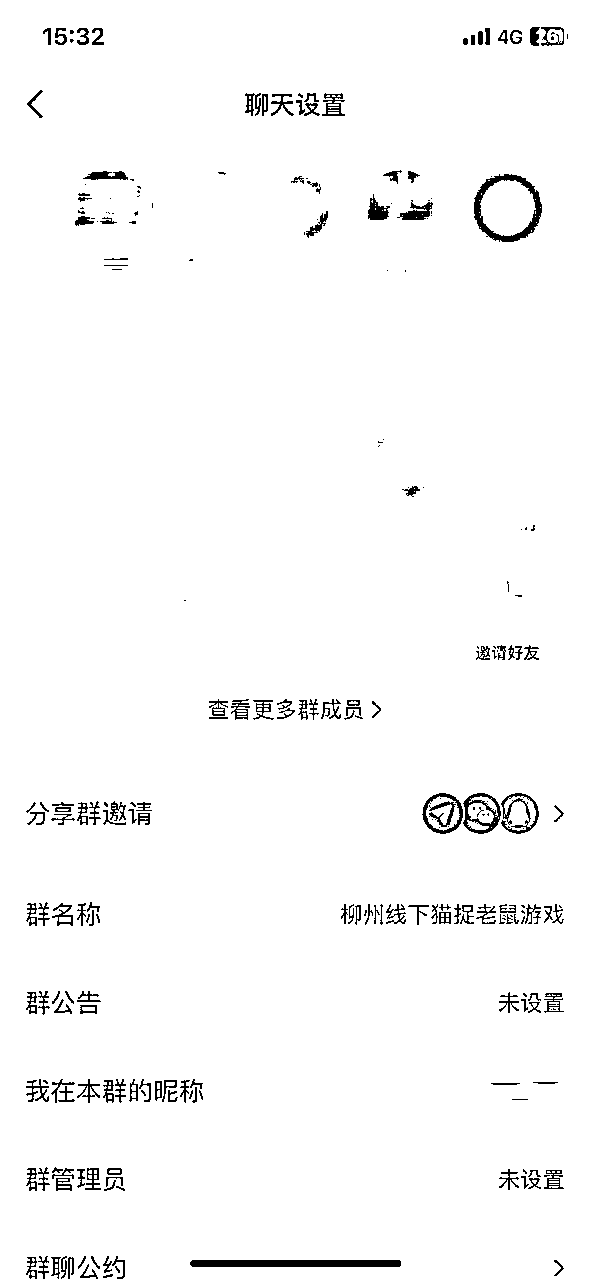 15:32
4G 26
聊天设置
邀请好友
查看更多群成员
分享群邀请
群名称 柳州线下猫捉老鼠游戏
群公告 未设置
我在本群的昵称
群管理员 未设置
群聊公约